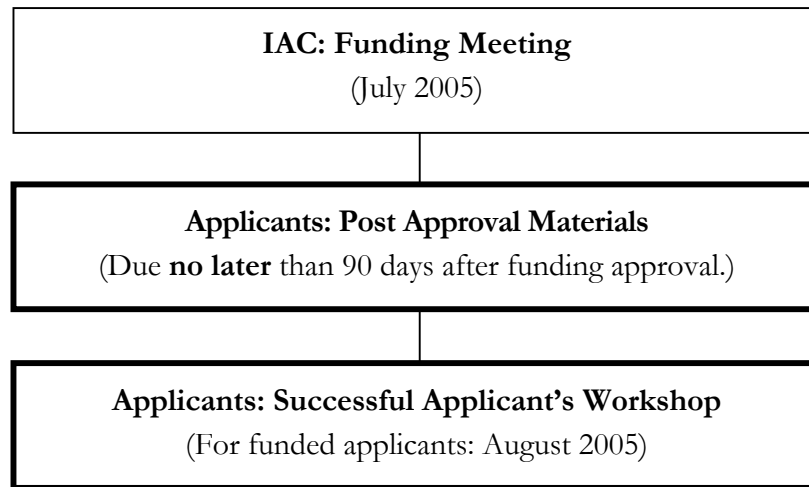 IAC: Funding Meeting
(July 2005)
Applicants: Post Approval Materials
(Due no later than 90 days after funding approval.)
Applicants: Successful Applicant’s Workshop
(For funded applicants: August 2005)